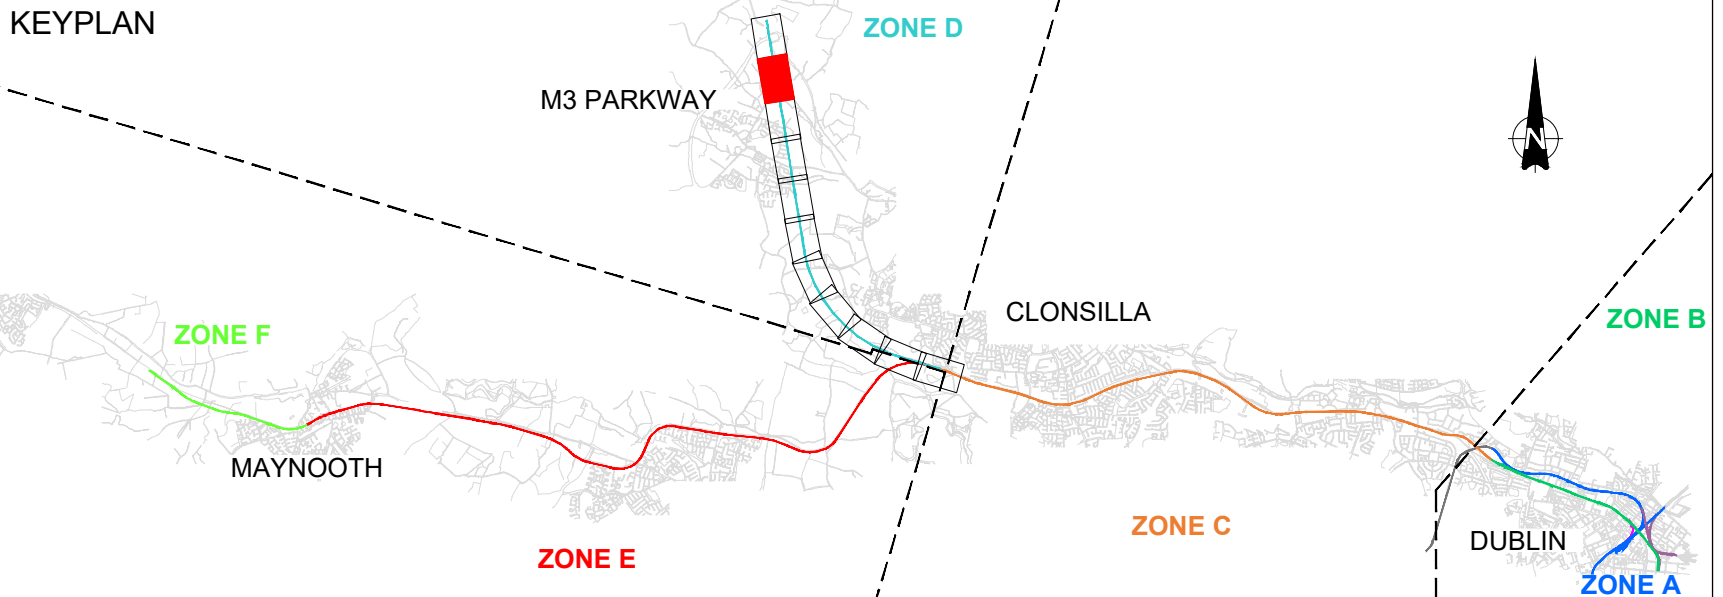 KEYPLAN
ZONE D
M3 PARKWAY
N
CLONSILLA
ZONE B
ZONE F
MAYNOOTH
ZONE C
DUBLIN
ZONE E
ZONE A